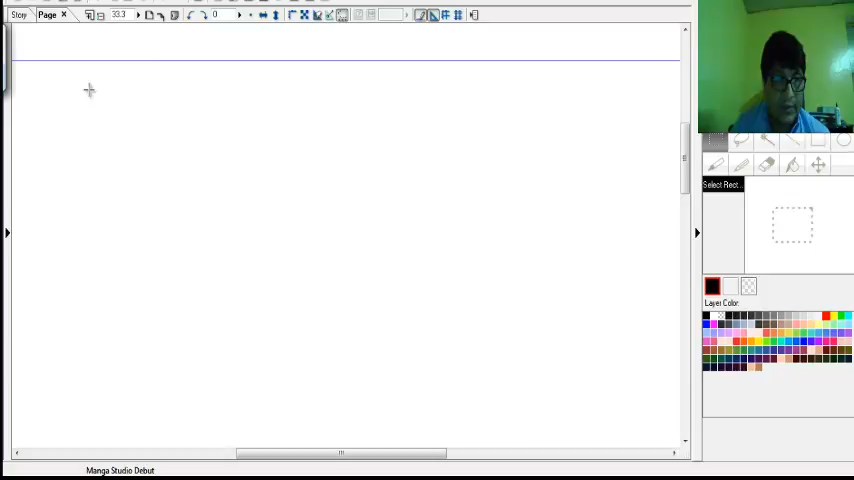 Story Page × 33.3 0
Select Rect...
Layer Color:
Manga Studio Debut